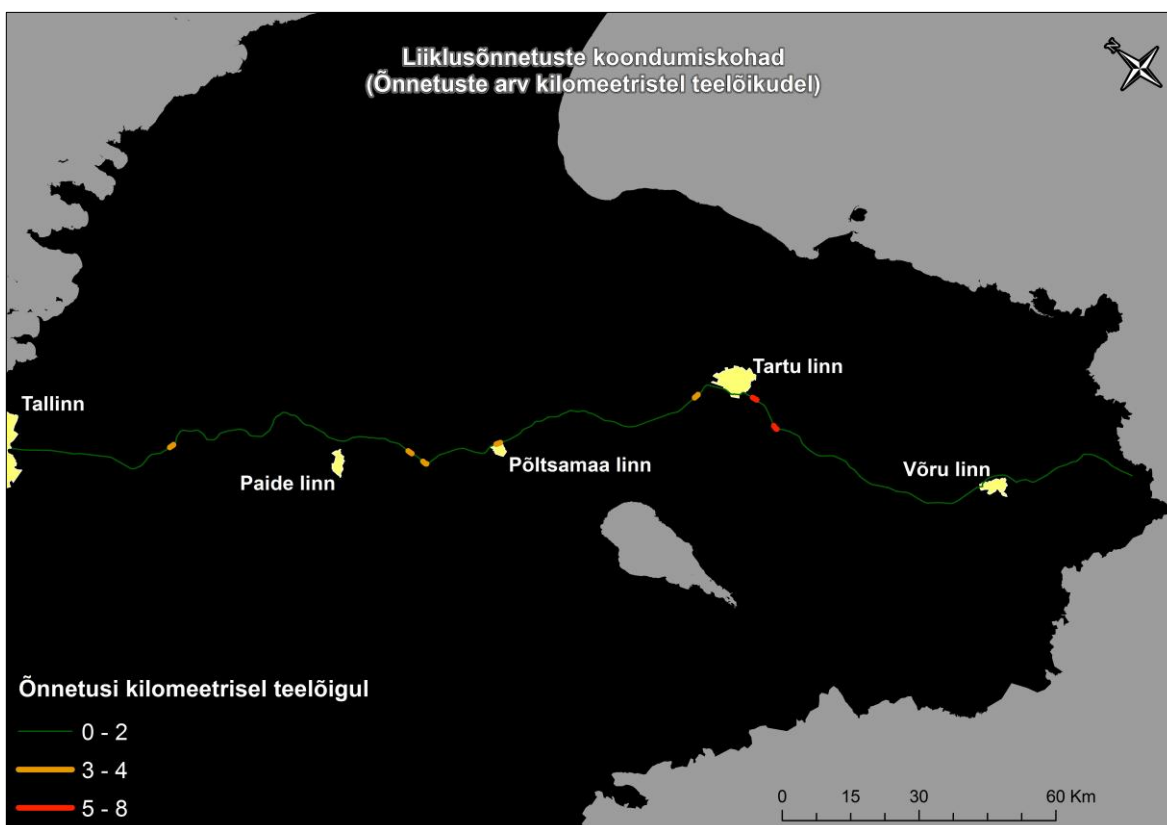 Liiklusõnnetuste koondumiskohad
(Õnnetuste arv kilomeetristel teelõikudel)
N
Tartu linn
Tallinn
Põltsamaa linn
Paide linn
Võru linn
Õnnetusi kilomeetrisel teelõigul
0 - 2
3 - 4
5 - 8
0 15 30 60 Km